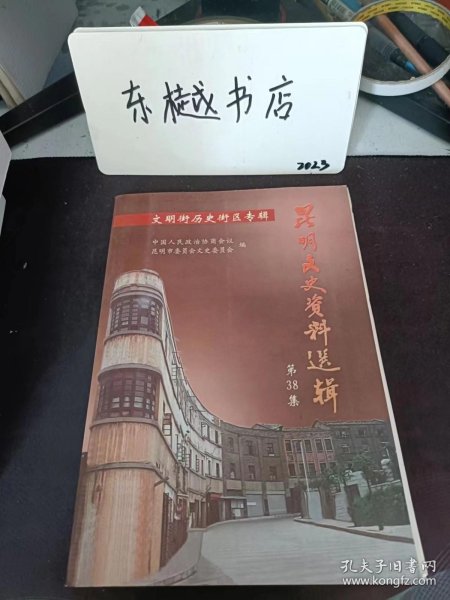 东樾书店
2023
文明街历史街区专辑
中国人民政治协商会议
昆明市委员会文史委员会
编
昆明文史资料选辑
第38集
孔夫子旧书网
www.kongfz.com